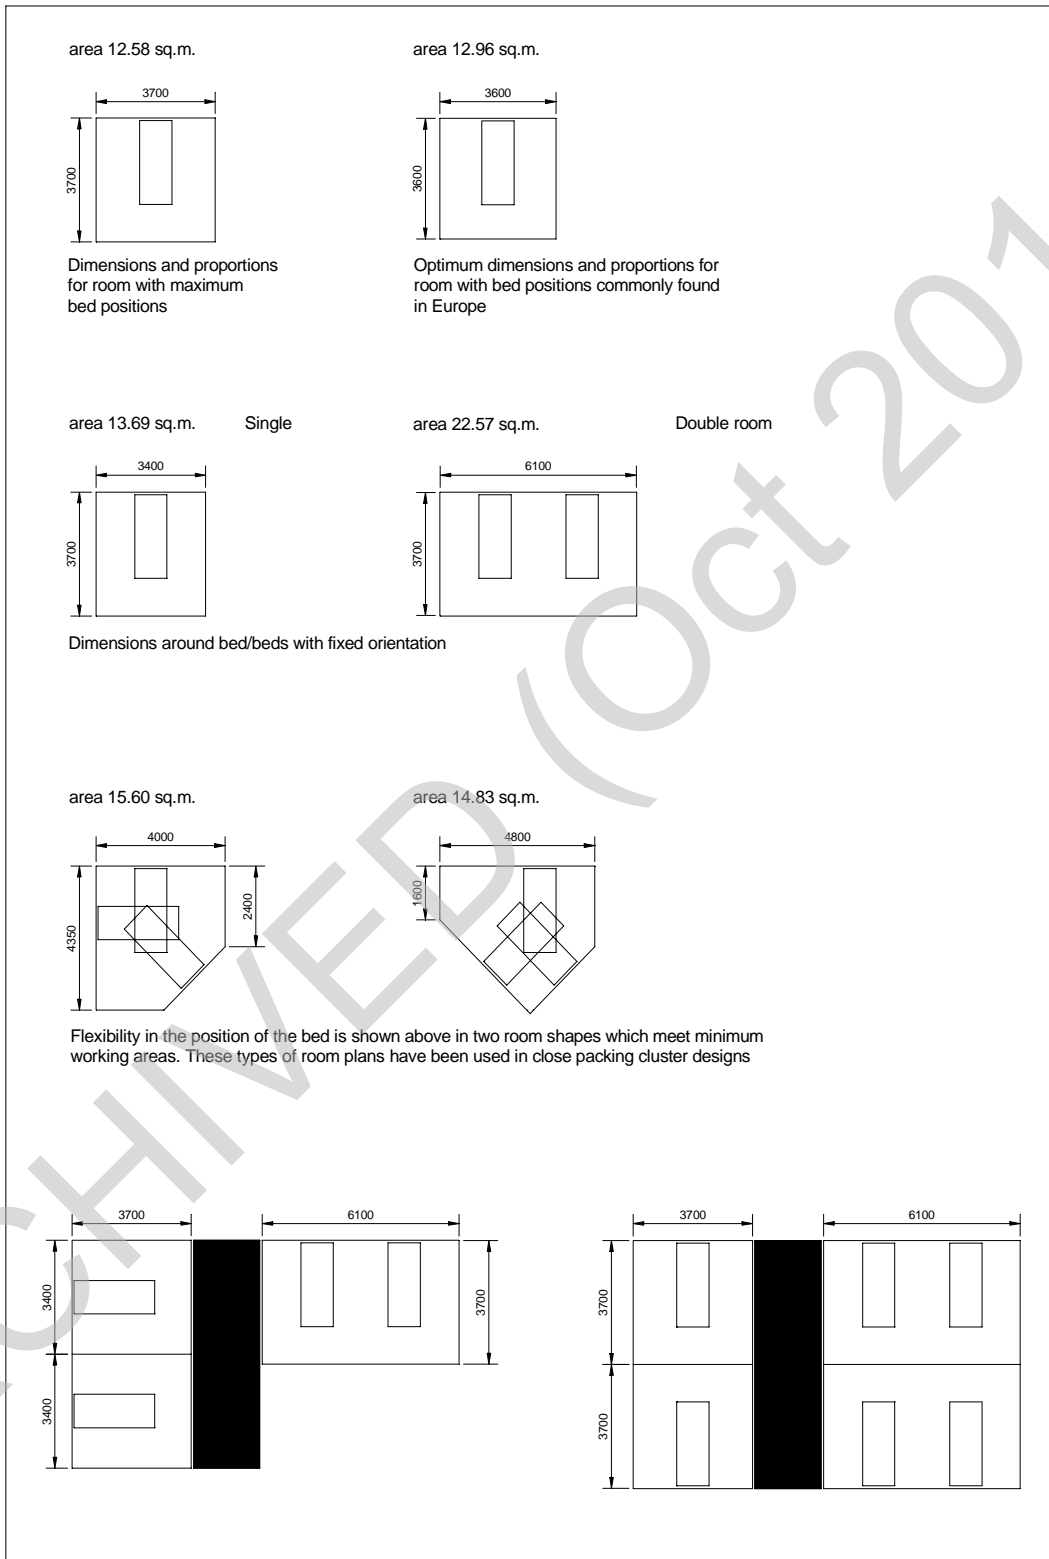 area 12.58 sq.m.
area 12.96 sq.m.
3700
3600
3700
3600
Dimensions and proportions
for room with maximum
bed positions
Optimum dimensions and proportions for
room with bed positions commonly found
in Europe
area 13.69 sq.m. Single
area 22.57 sq.m. Double room
3400
6100
3700
3700
Dimensions around bed/beds with fixed orientation
area 15.60 sq.m.
area 14.83 sq.m.
4000
4800
4350
2400
1600
Flexibility in the position of the bed is shown above in two room shapes which meet minimum
working areas. These types of room plans have been used in close packing cluster designs
3700
6100
3400
3400
3700
3700
6100
3700
3700
CHIVED (Oct 201